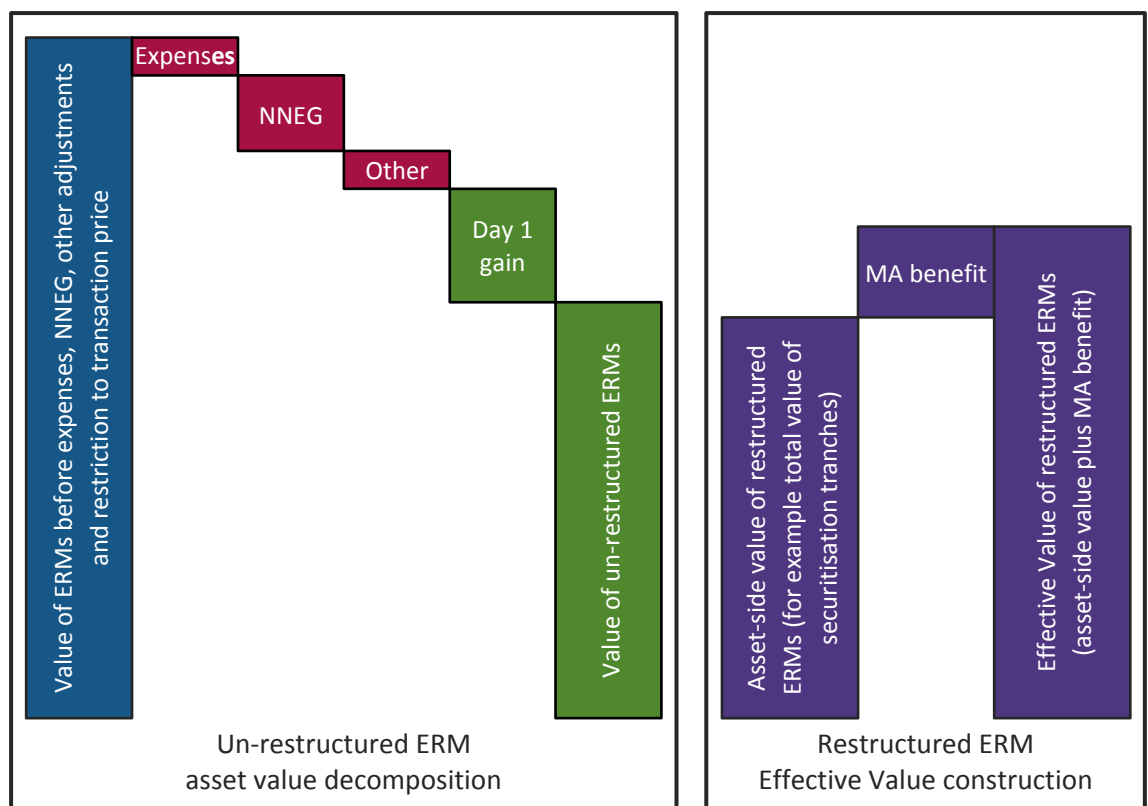 Value of ERMs before expenses, NNEG, other adjustments
and restriction to transaction price
Expenses
NNEG
Other
Day 1
gain
Value of un-restructured ERMs
Un-restructured ERM
asset value decomposition
Asset-side value of restructured
ERMs (for example total value of
securitisation tranches)
MA benefit
Effective Value of restructured ERMs
(asset-side value plus MA benefit)
Restructured ERM
Effective Value construction